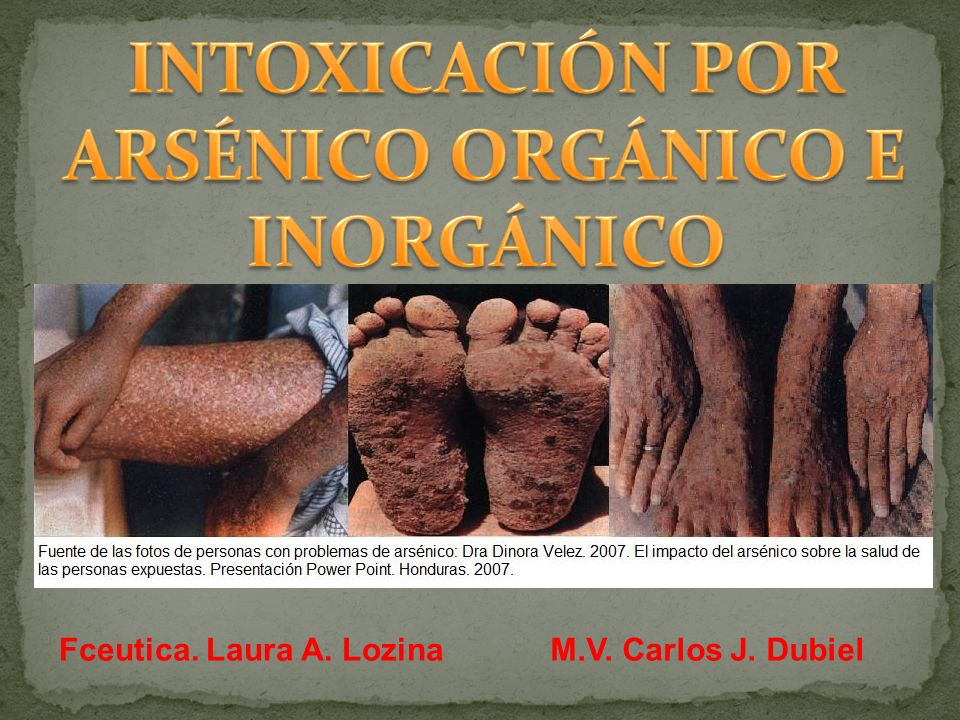 INTOXICACIÓN POR
ARSÉNICO ORGÁNICO E
INORGÁNICO
Fuente de las fotos de personas con problemas de arsénico: Dra Dinora Velez. 2007. El impacto del arsénico sobre la salud de
las personas expuestas. Presentación Power Point. Honduras. 2007.
Fceutica. Laura A. Lozina M.V. Carlos J. Dubiel